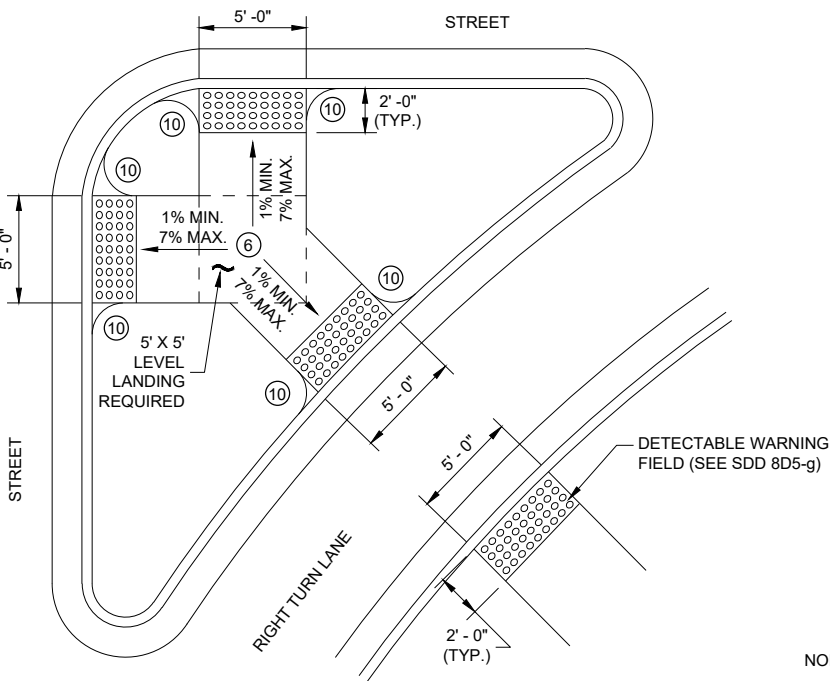 5' -0"
STREET
2' -0"
(TYP.)
10
10
10
1% MIN.
7% MAX.
1% MIN.
7% MAX.
6
5' - 0"
1% MIN.
7% MAX.
10
10
5' X 5'
LEVEL
LANDING
REQUIRED
10
5' - 0"
STREET
5' - 0"
DETECTABLE WARNING
FIELD (SEE SDD 8D5-g)
RIGHT TURN LANE
2' - 0"
(TYP.)
NO